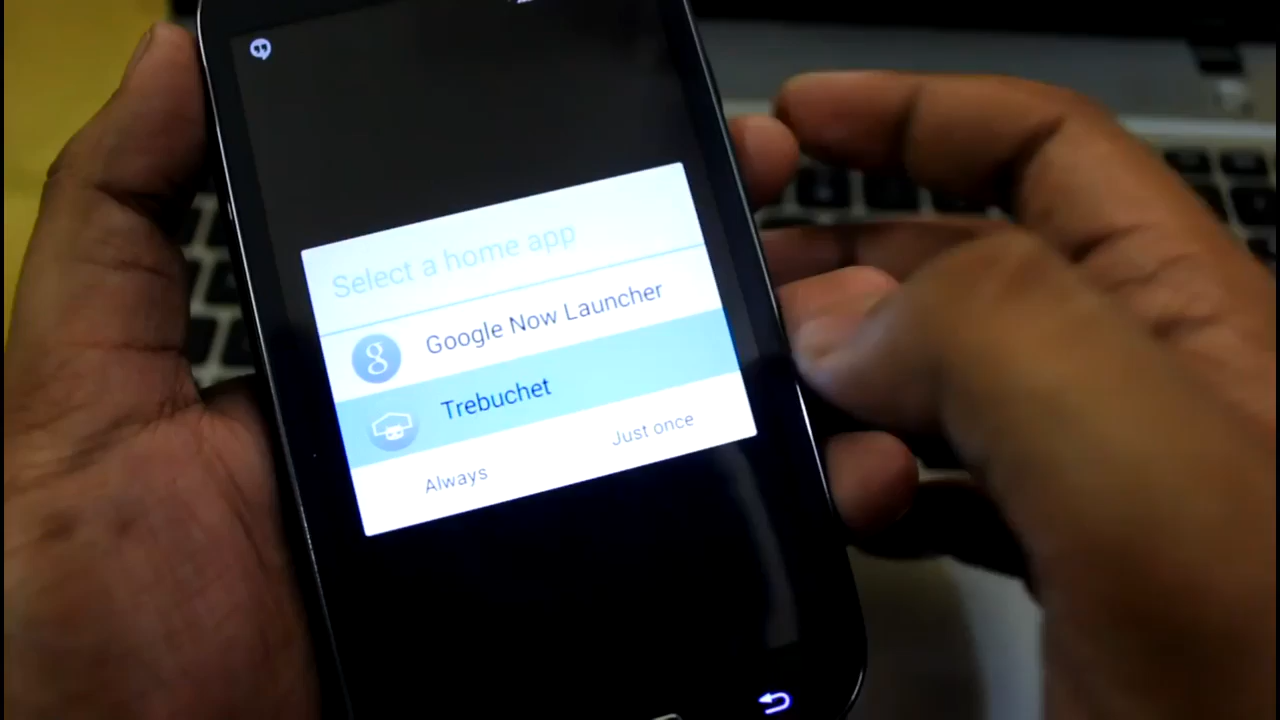 Select a home app
Google Now Launcher
Trebuchet
Always
Just once